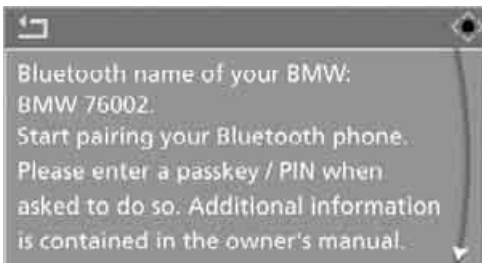 Bluetooth name of your BMW:
BMW 76002.
Start pairing your Bluetooth phone.
Please enter a passkey / PIN when
asked to do so. Additional information
is contained in the owner's manual.